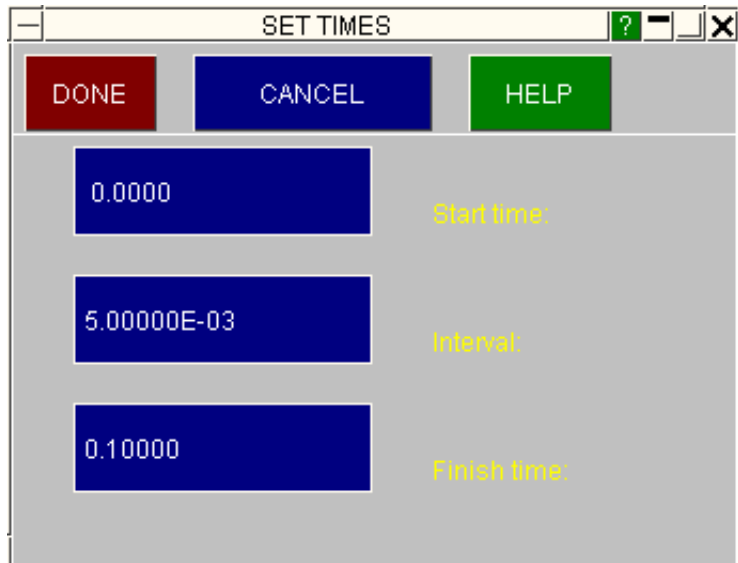 SET TIMES ?
DONE CANCEL HELP
0.0000 Start time:
5.00000E-03 Interval:
0.10000 Finish time: